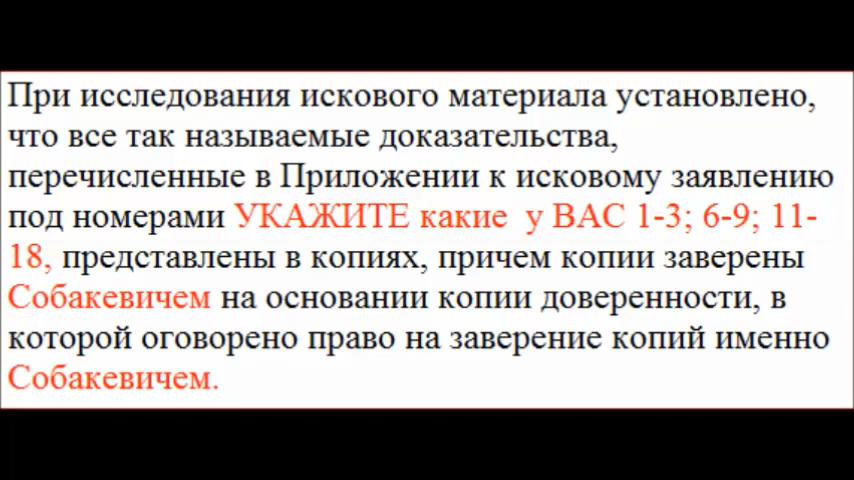 При исследования искового материала установлено,
что все так называемые доказательства,
перечисленные в Приложении к исковому заявлению
под номерами УКАЖИТЕ какие у ВАС 1-3; 6-9; 11-
18, представлены в копиях, причем копии заверены
Собакевичем на основании копии доверенности, в
которой оговорено право на заверение копий именно
Собакевичем.